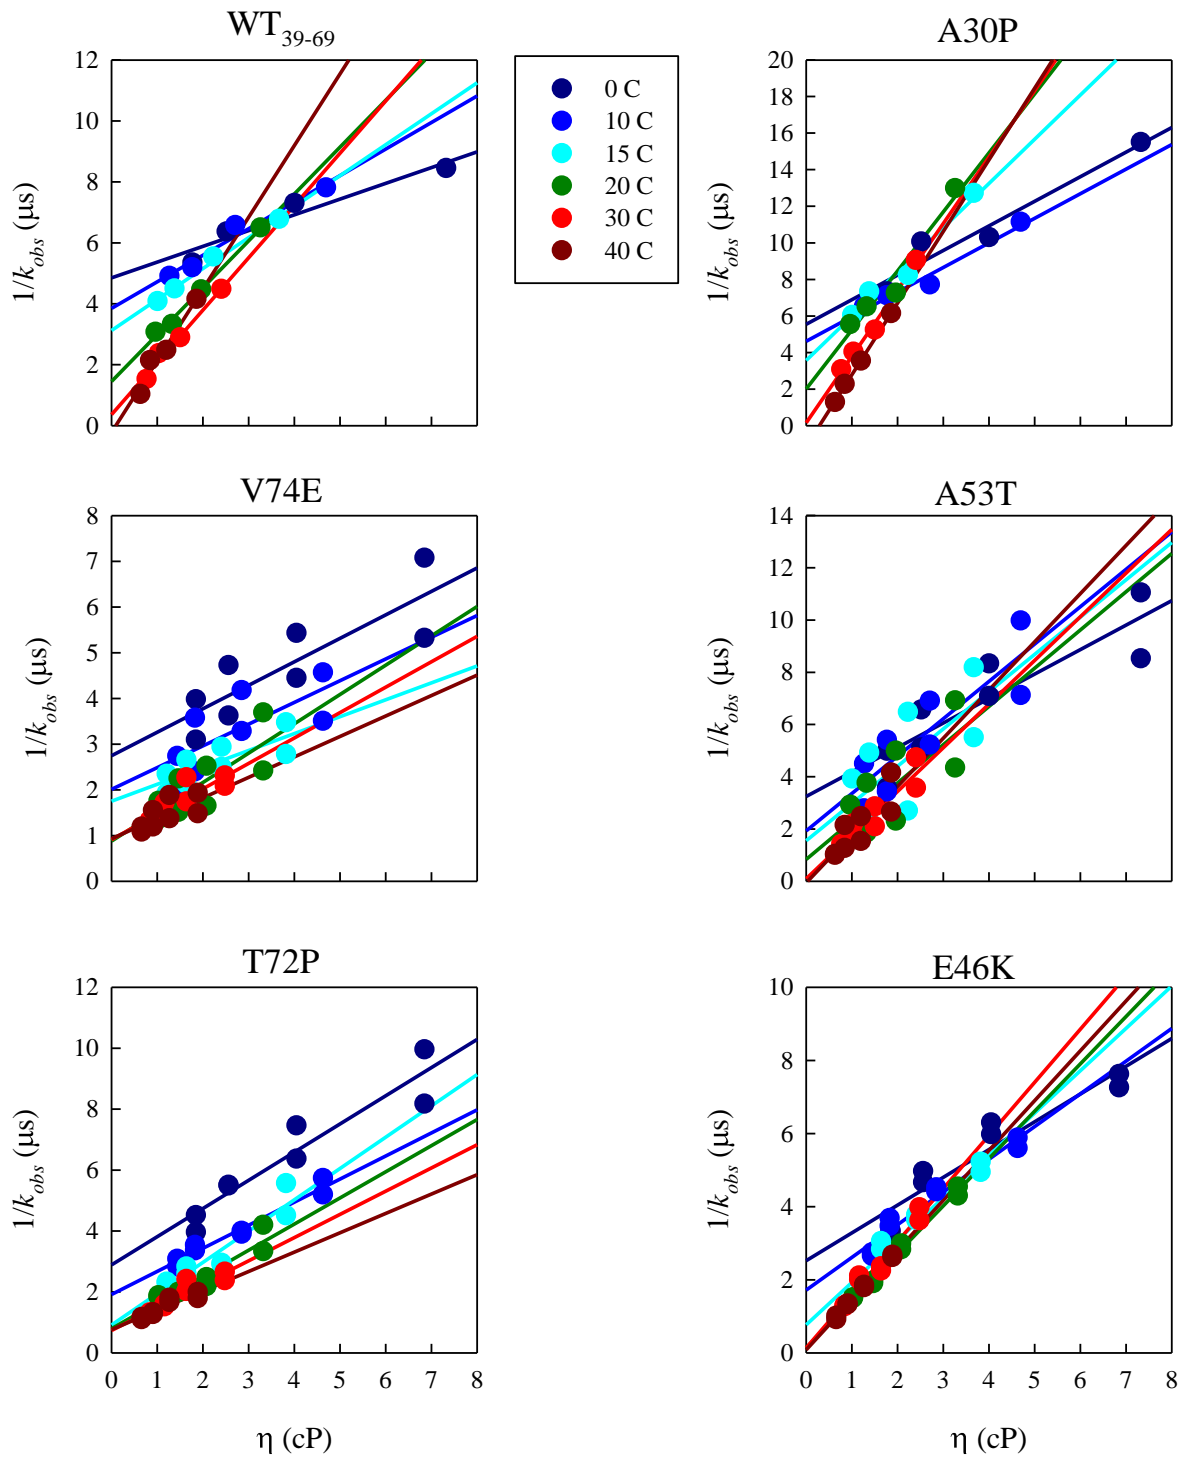 WT39-69
12
10
8
6
4
2
0
1/kobs (μs)
0 C
10 C
15 C
20 C
30 C
40 C
A30P
20
18
16
14
12
10
8
6
4
2
0
1/kobs (μs)
V74E
8
7
6
5
4
3
2
1
0
1/kobs (μs)
A53T
14
12
10
8
6
4
2
0
1/kobs (μs)
T72P
12
10
8
6
4
2
0
1/kobs (μs)
0 1 2 3 4 5 6 7 8
η (cP)
E46K
10
8
6
4
2
0
1/kobs (μs)
0 1 2 3 4 5 6 7 8
η (cP)